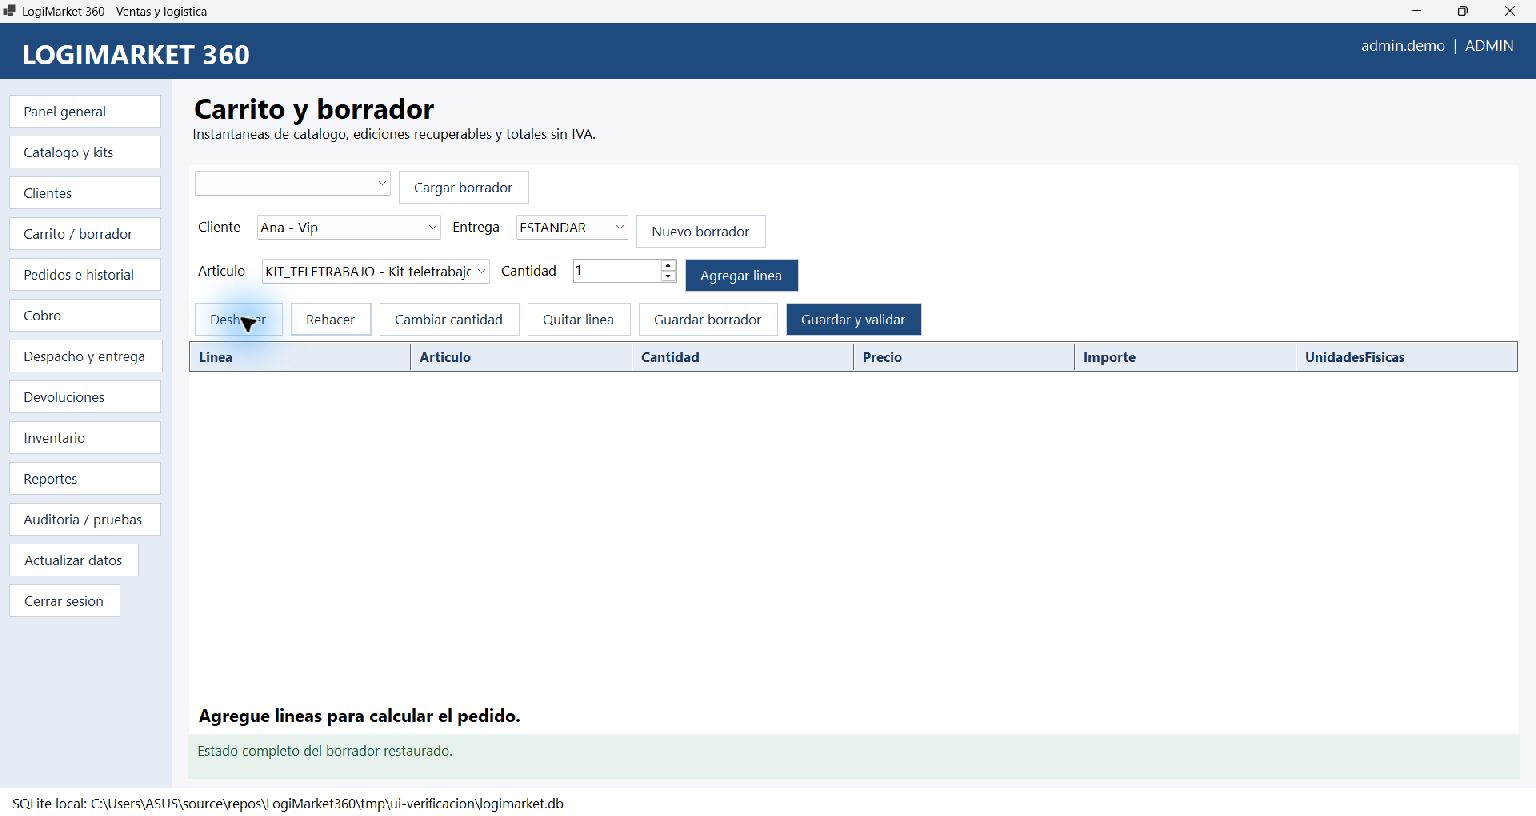 LogiMarket 360 - Ventas y logistica
LOGIMARKET 360
admin.demo | ADMIN
Panel general
Catalogo y kits
Clientes
Carrito / borrador
Pedidos e historial
Cobro
Despacho y entrega
Devoluciones
Inventario
Reportes
Auditoria / pruebas
Actualizar datos
Cerrar sesion
Carrito y borrador
Instantaneas de catalogo, ediciones recuperables y totales sin IVA.
Cargar borrador
Cliente Ana - Vip Entrega ESTANDAR Nuevo borrador
Articulo KIT_TELETRABAJO - Kit teletrabajc Cantidad 1 Agregar linea
Rehacer Cambiar cantidad Quitar linea Guardar borrador Guardar y validar
Linea Articulo Cantidad Precio Importe UnidadesFisicas
Agregue lineas para calcular el pedido.
Estado completo del borrador restaurado.
SQLite local: C:\Users\ASUS\source\repos\LogiMarket360\tmp\ui-verificacion\logimarket.db